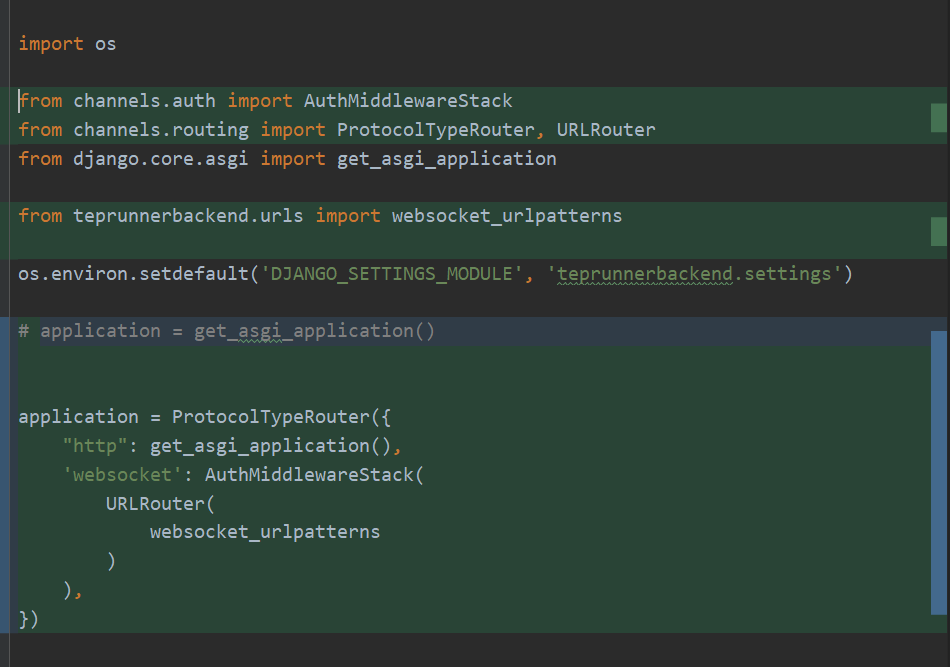 import os
from channels.auth import AuthMiddlewareStack
from channels.routing import ProtocolTypeRouter, URLRouter
from django.core.asgi import get_asgi_application
from teprunnerbackend.urls import websocket_urlpatterns
os.environ.setdefault('DJANGO_SETTINGS_MODULE', 'teprunnerbackend.settings')
# application = get_asgi_application()
application = ProtocolTypeRouter({
    "http": get_asgi_application(),
    'websocket': AuthMiddlewareStack(
        URLRouter(
            websocket_urlpatterns
        )
    ),
})